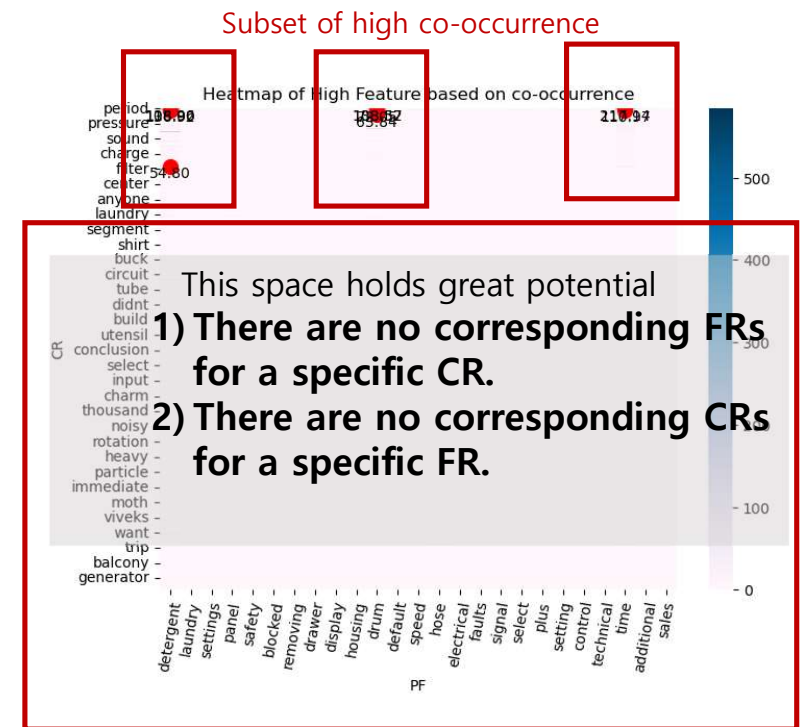 Subset of high co-occurrence
Heatmap of High Feature based on co-occurrence
period
pressure
sound
charge
filter
54.80
center
anyone
laundry
segment
shirt
buck
circuit
tube
didnt
build
utensil
conclusion
select
input
charm
thousand
noisy
rotation
heavy
particle
immediate
moth
viveks
want
trip
balcony
generator
CR
This space holds great potential
1) There are no corresponding FRs
for a specific CR.
2) There are no corresponding CRs
for a specific FR.
500
400
300
200
100
0
detergent
laundry
settings
panel
safety
blocked
removing
drawer
display
housing
drum
default
speed
hose
electrical
faults
signal
select
plus
setting
control
technical
time
additional
sales
PF